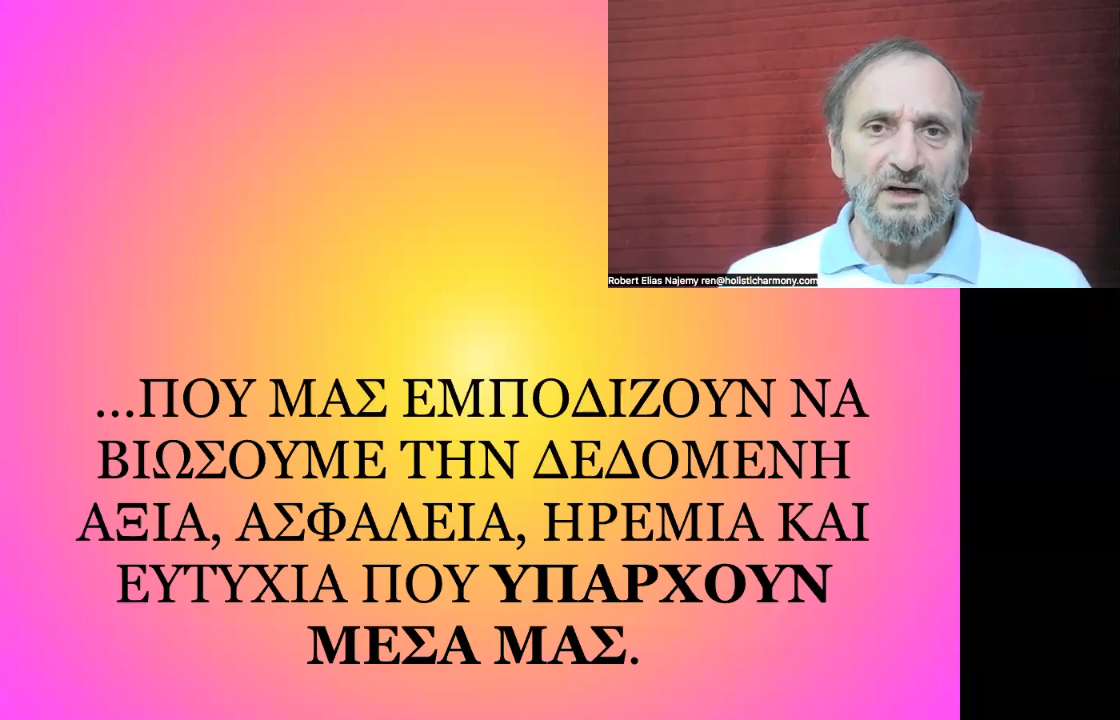 Robert Elias Najemy ren@holisticharmony.com
...ΠΟΥ ΜΑΣ ΕΜΠΟΔΙΖΟΥΝ ΝΑ
ΒΙΩΣΟΥΜΕ ΤΗΝ ΔΕΔΟΜΕΝΗ
ΑΞΙΑ, ΑΣΦΑΛΕΙΑ, ΗΡΕΜΙΑ ΚΑΙ
ΕΥΤΥΧΙΑ ΠΟΥ ΥΠΑΡΧΟΥΝ
ΜΕΣΑ ΜΑΣ.